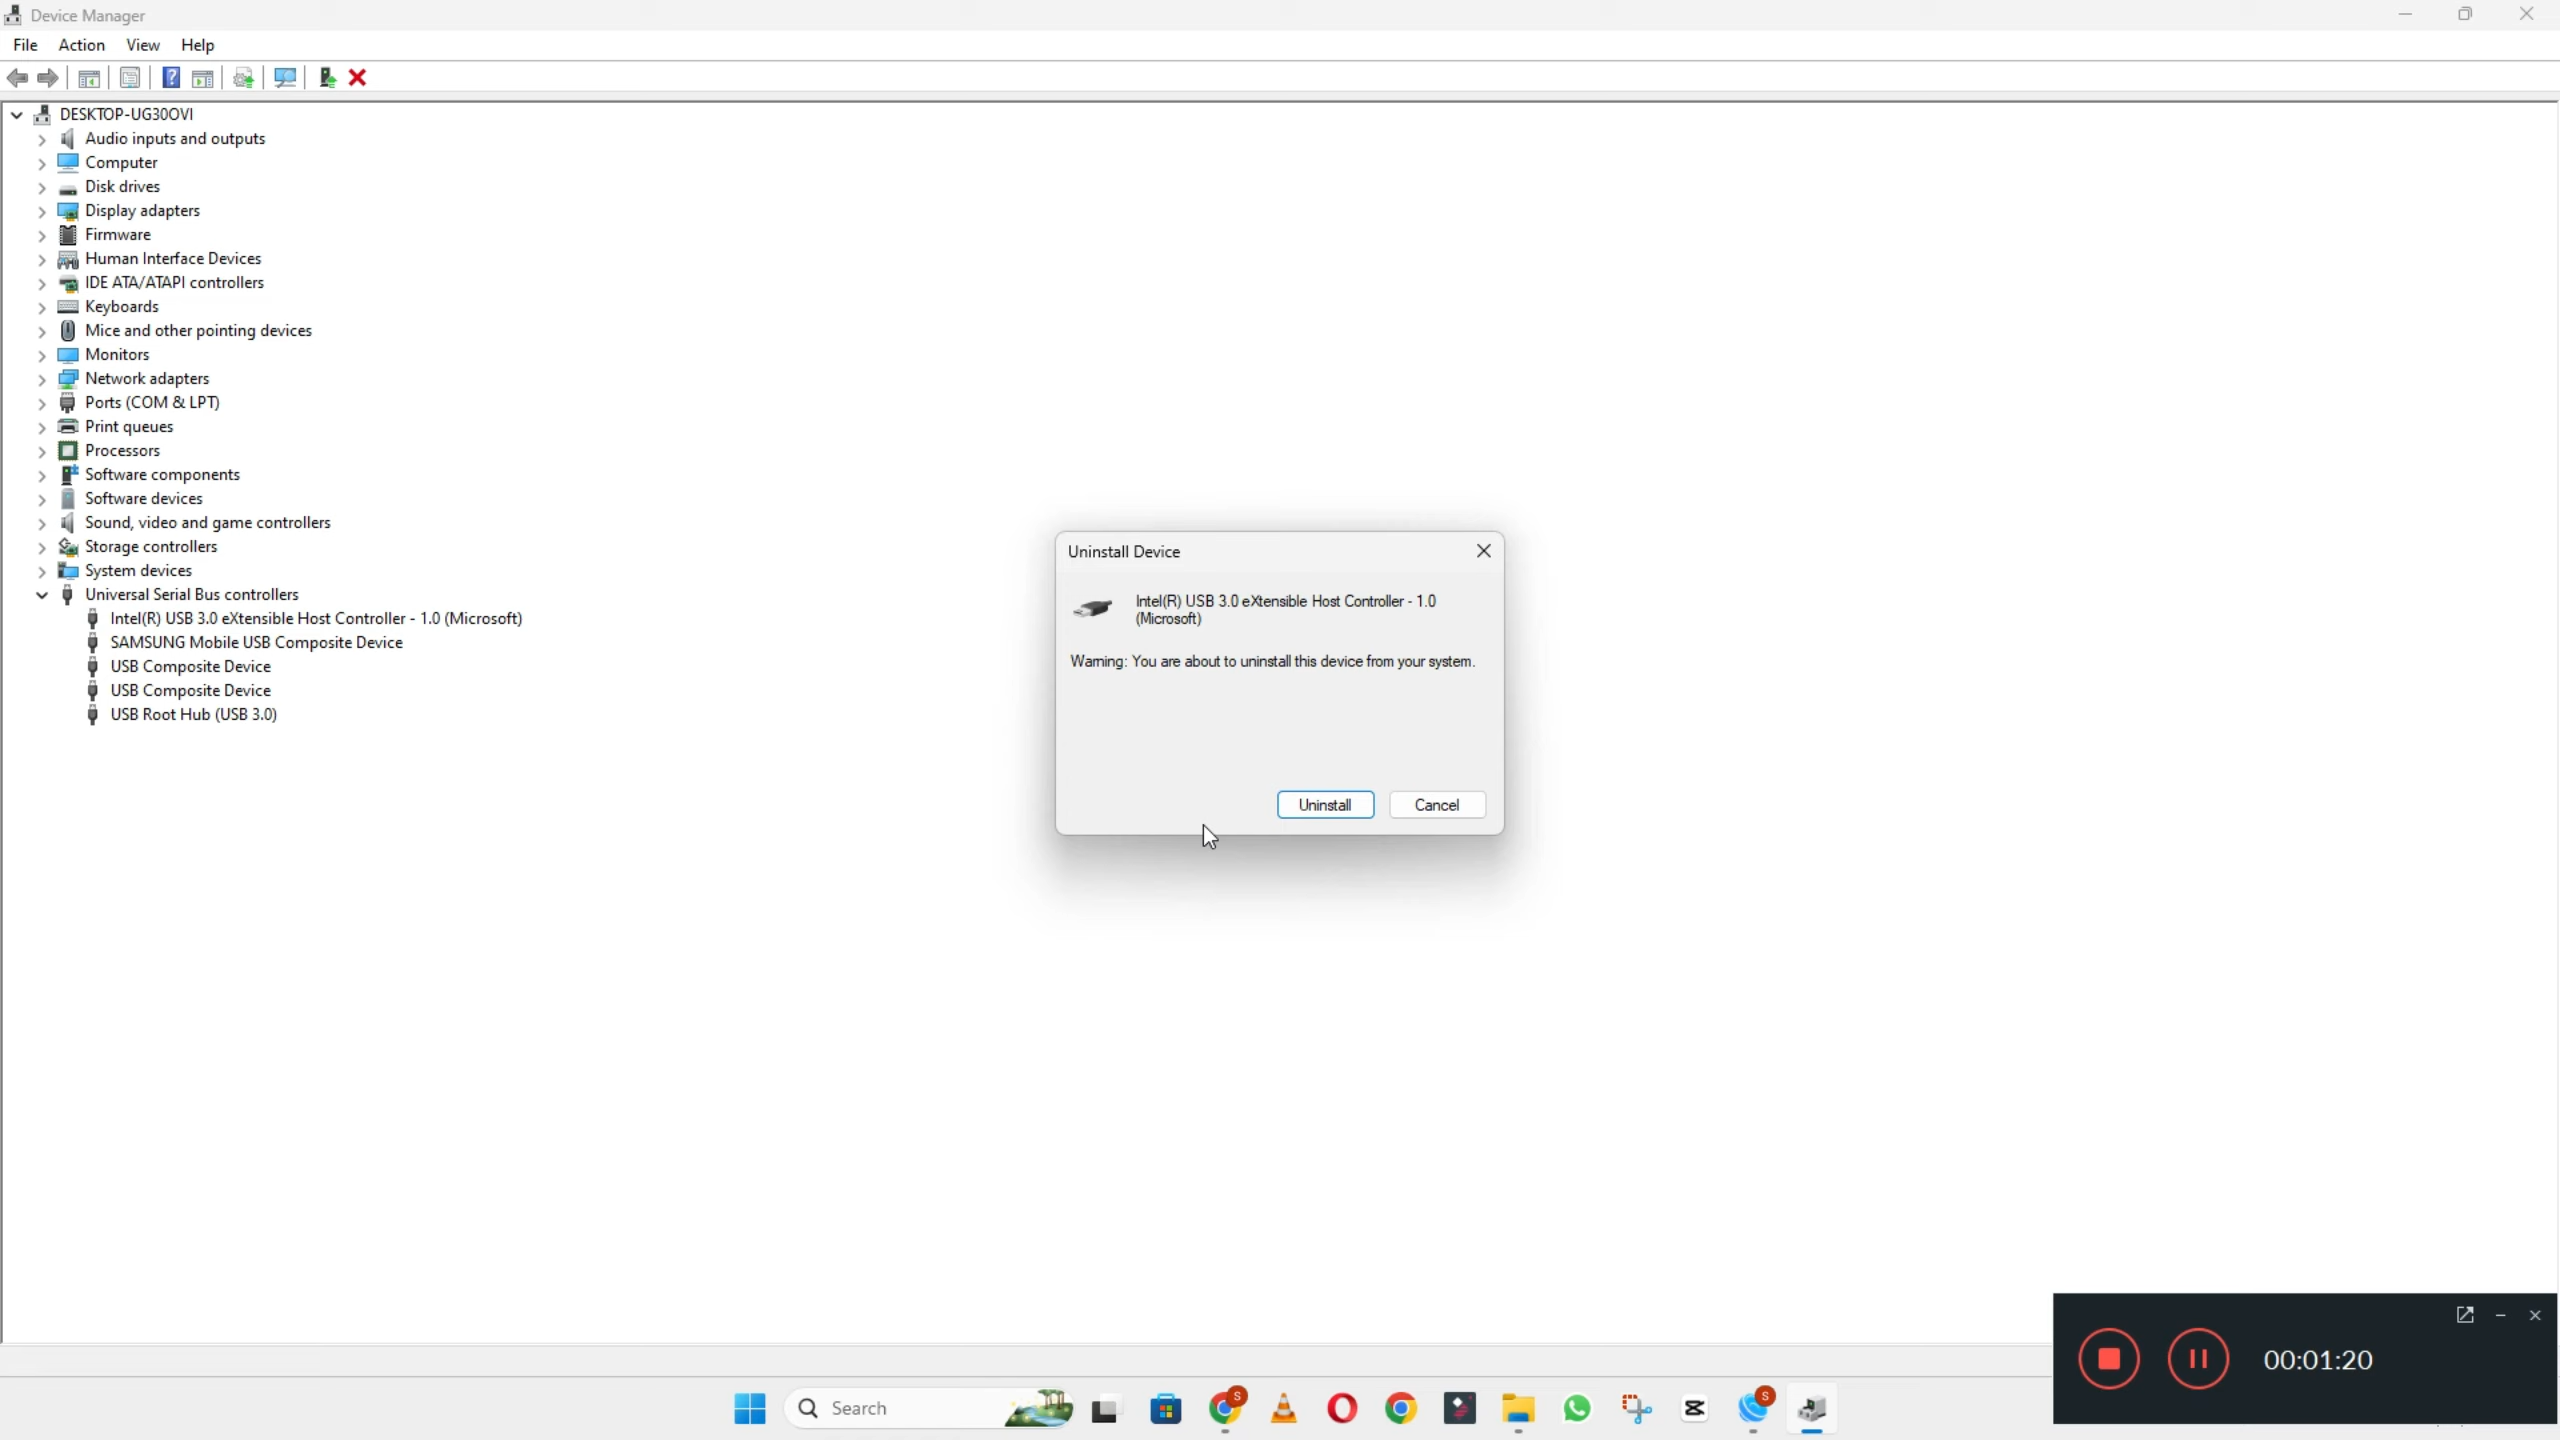 Device Manager
File Action View Help
DESKTOP-UG30OVI
Audio inputs and outputs
Computer
Disk drives
Display adapters
Firmware
Human Interface Devices
IDE ATA/ATAPI controllers
Keyboards
Mice and other pointing devices
Monitors
Network adapters
Ports (COM & LPT)
Print queues
Processors
Software components
Software devices
Sound, video and game controllers
Storage controllers
System devices
Universal Serial Bus controllers
Intel(R) USB 3.0 eXtensible Host Controller - 1.0 (Microsoft)
SAMSUNG Mobile USB Composite Device
USB Composite Device
USB Composite Device
USB Root Hub (USB 3.0)
Uninstall Device
Intel(R) USB 3.0 eXtensible Host Controller - 1.0
(Microsoft)
Warning: You are about to uninstall this device from your system.
Uninstall Cancel
00:01:20
Search
S
S